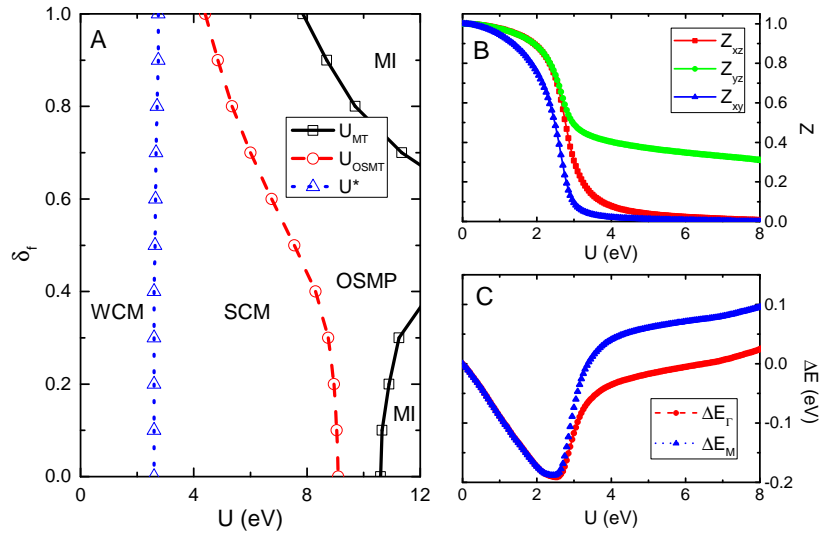 A
MI
U_MT
U_OSMT
U*
WCM
SCM
OSMP
MI
δ_f
1.0
0.8
0.6
0.4
0.2
0.0
0
4
8
12
U (eV)
B
Z_xz
Z_yz
Z_xy
1.0
0.8
0.6
0.4
0.2
0.0
Z
0
2
4
6
8
U (eV)
C
ΔE_Γ
ΔE_M
0.1
0.0
-0.1
-0.2
ΔE (eV)
0
2
4
6
8
U (eV)